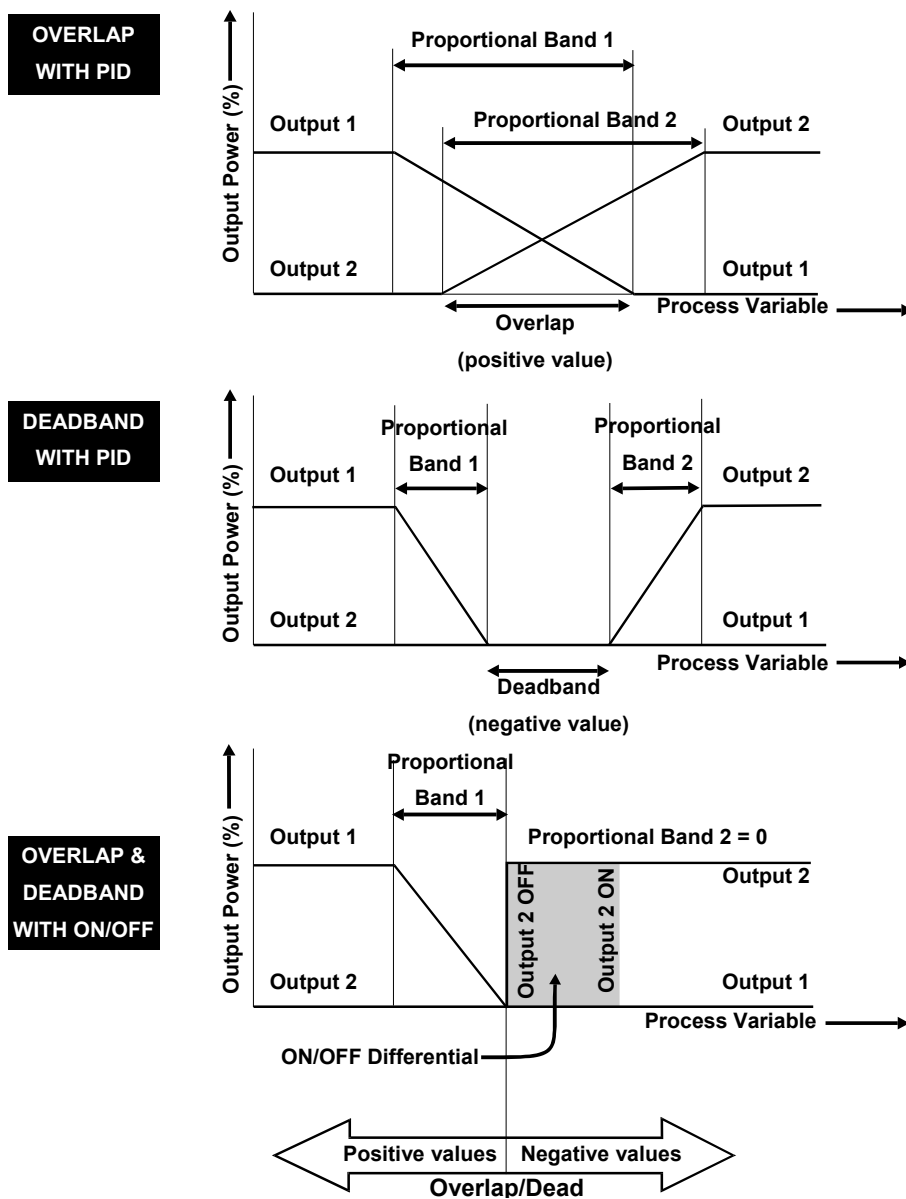 OVERLAP
WITH PID
Output Power (%)
Proportional Band 1
Output 1
Proportional Band 2
Output 2
Output 2
Output 1
Process Variable
Overlap
(positive value)
DEADBAND
WITH PID
Output Power (%)
Proportional
Band 1
Proportional
Band 2
Output 1
Output 2
Output 2
Output 1
Process Variable
Deadband
(negative value)
OVERLAP &
DEADBAND
WITH ON/OFF
Output Power (%)
Proportional
Band 1
Output 1
Proportional Band 2 = 0
Output 2 OFF
Output 2 ON
Output 2
Output 2
Output 1
Process Variable
ON/OFF Differential
Positive values
Negative values
Overlap/Dead